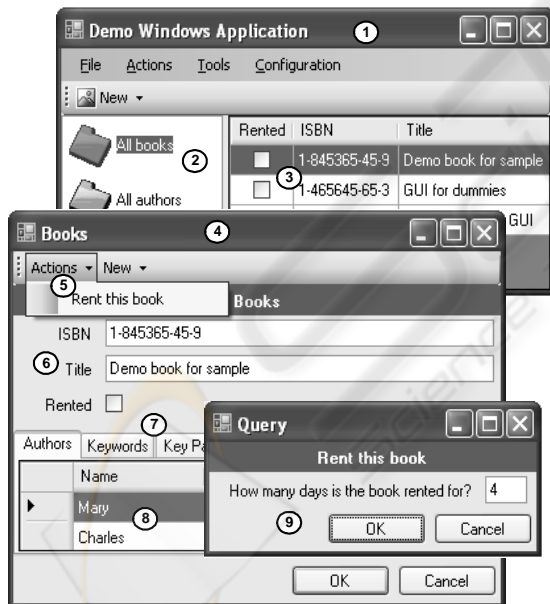 Demo Windows Application 1
File Actions Tools Configuration
New
All books
2
All authors
Rented ISBN Title
1-845365-45-9 Demo book for sample
3
1-465645-65-3 GUI for dummies
GUI
Books 4
Actions New
5
Rent this book
Books
ISBN 1-845365-45-9
6
Title Demo book for sample
Rented
7
Authors Keywords Key
Name
Mary
8
Charles
OK Cancel
Query
Rent this book
How many days is the book rented for? 4
9
OK Cancel